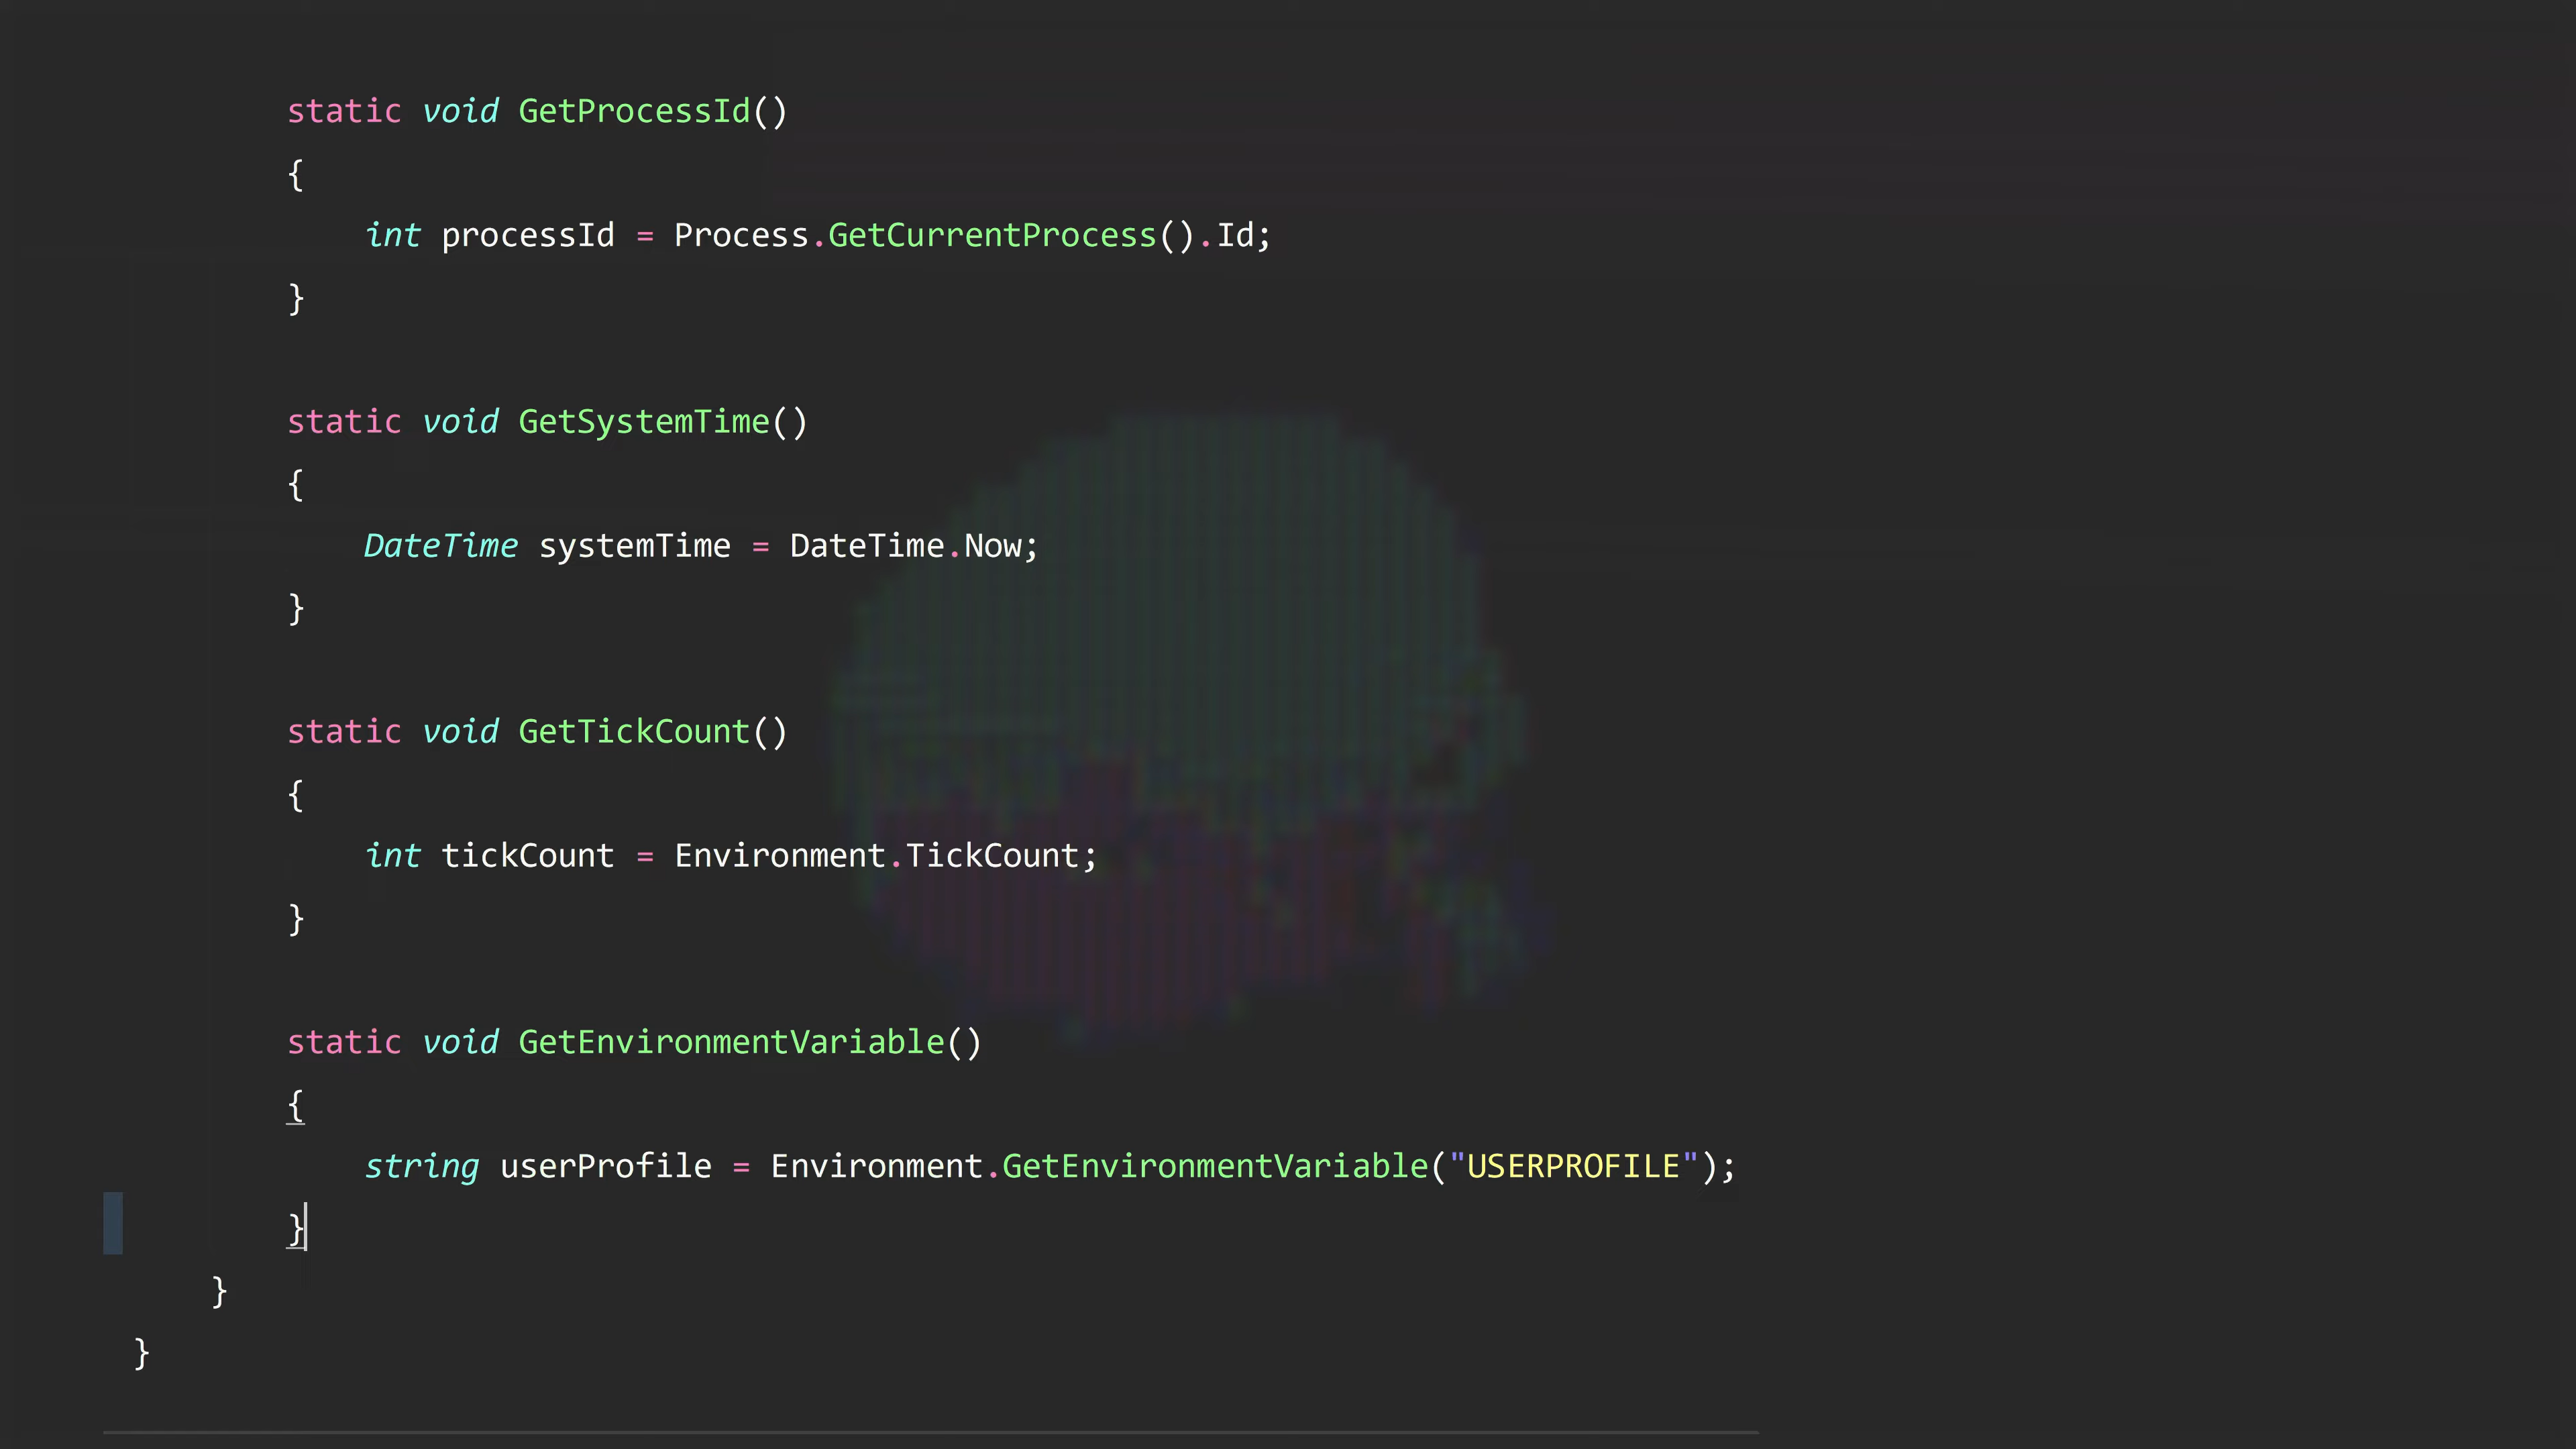 static void GetProcessId()
{
int processId = Process.GetCurrentProcess().Id;
}
static void GetSystemTime()
{
DateTime systemTime = DateTime.Now;
}
static void GetTickCount()
{
int tickCount = Environment.TickCount;
}
static void GetEnvironmentVariable()
{
string userProfile = Environment.GetEnvironmentVariable("USERPROFILE");
}
}
}